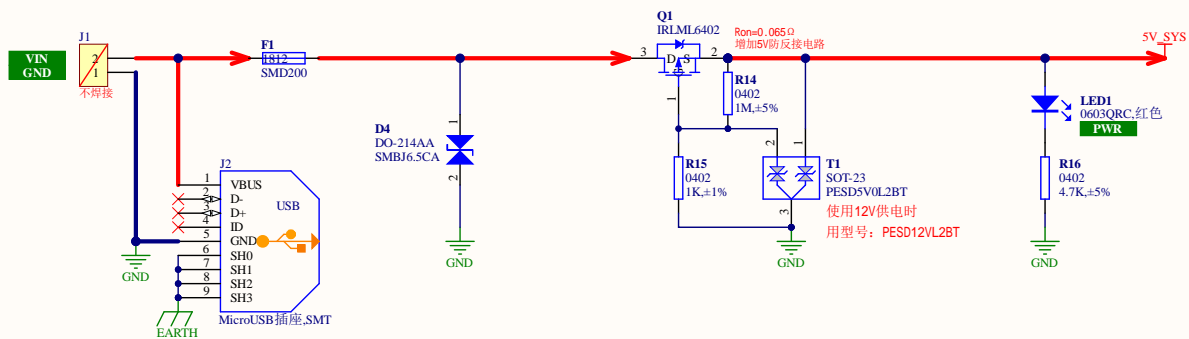 J1
VIN
GND
2
1
不焊接
F1
1812
SMD200
D4
DO-214AA
SMBJ6.5CA
1
2
GND
Q1
IRLML6402
3
D
S
2
1
Ron=0.065Ω
增加5V防反接电路
R14
0402
1M,±5%
R15
0402
1K,±1%
2
1
T1
SOT-23
PESD5V0L2BT
3
使用12V供电时
用型号：PESD12VL2BT
GND
5V_SYS
LED1
0603QRC,红色
PWR
R16
0402
4.7K,±5%
GND
J2
USB
1 VBUS
2 D-
3 D+
4 ID
5 GND
6 SH0
7 SH1
8 SH2
9 SH3
GND
EARTH
MicroUSB插座,SMT